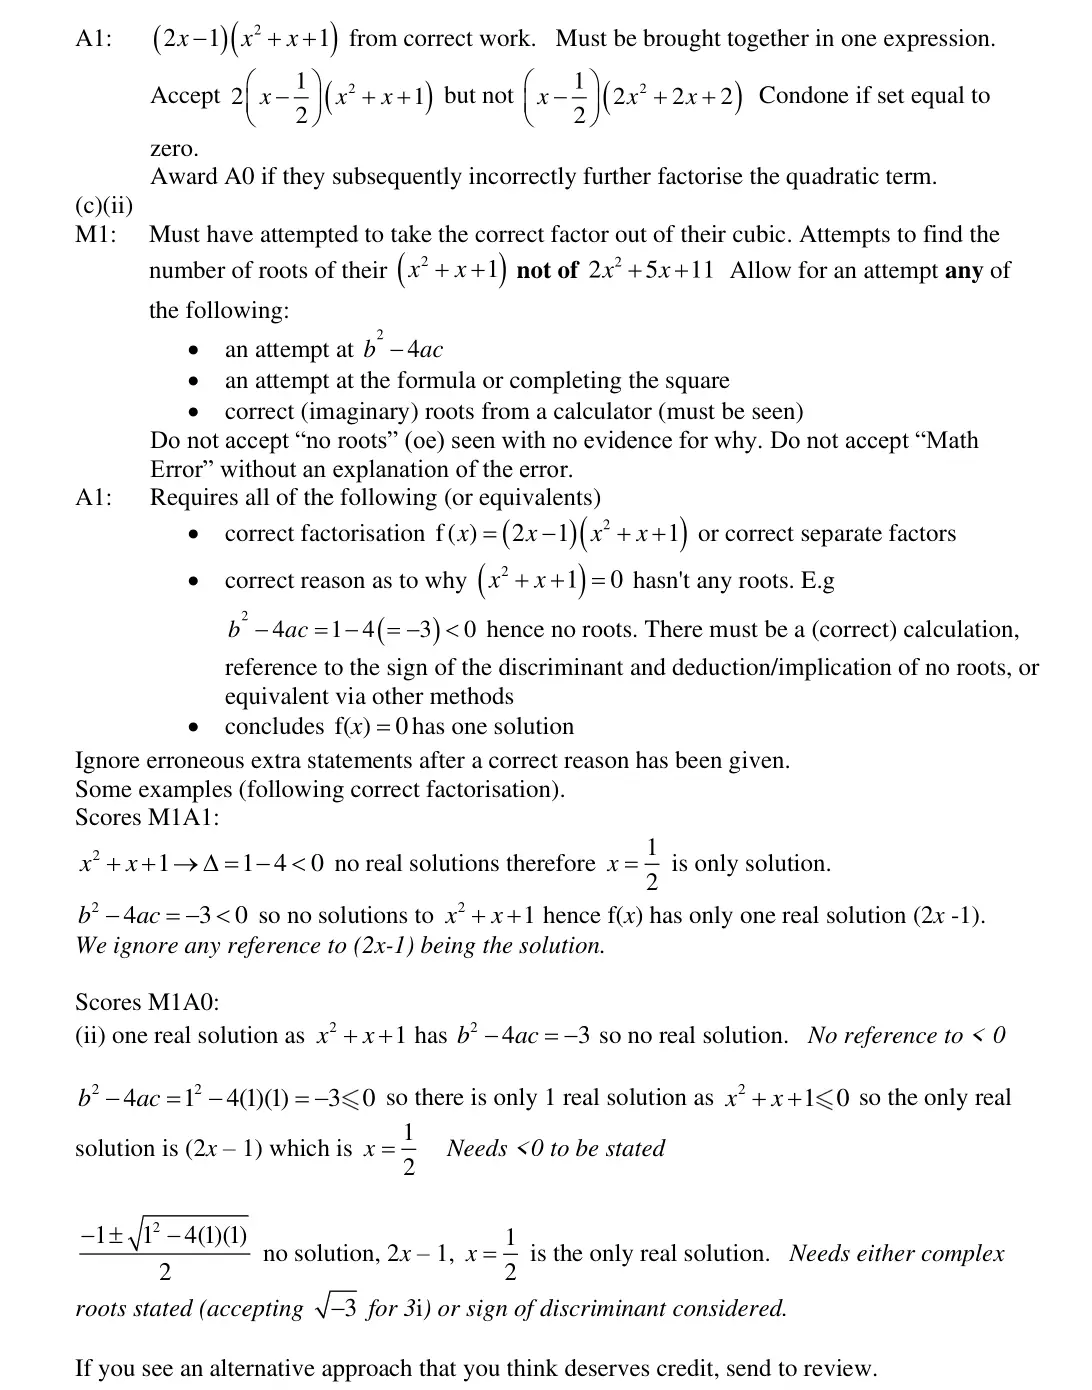 A1: (2x−1)(x²+x+1) from correct work. Must be brought together in one expression.
Accept 2(x−1/2)(x²+x+1) but not (x−1/2)(2x²+2x+2) Condone if set equal to
zero.
Award A0 if they subsequently incorrectly further factorise the quadratic term.
(c)(ii)
M1: Must have attempted to take the correct factor out of their cubic. Attempts to find the
number of roots of their (x²+x+1) not of 2x²+5x+11 Allow for an attempt any of
the following:
• an attempt at b²−4ac
• an attempt at the formula or completing the square
• correct (imaginary) roots from a calculator (must be seen)
Do not accept “no roots” (oe) seen with no evidence for why. Do not accept “Math
Error” without an explanation of the error.
A1: Requires all of the following (or equivalents)
• correct factorisation f(x)=(2x−1)(x²+x+1) or correct separate factors
• correct reason as to why (x²+x+1)=0 hasn't any roots. E.g
b²−4ac=1−4(=−3)<0 hence no roots. There must be a (correct) calculation,
reference to the sign of the discriminant and deduction/implication of no roots, or
equivalent via other methods
• concludes f(x)=0 has one solution
Ignore erroneous extra statements after a correct reason has been given.
Some examples (following correct factorisation).
Scores M1A1:
x²+x+1→Δ=1−4<0 no real solutions therefore x=1/2 is only solution.
b²−4ac=−3<0 so no solutions to x²+x+1 hence f(x) has only one real solution (2x -1).
We ignore any reference to (2x-1) being the solution.
Scores M1A0:
(ii) one real solution as x²+x+1 has b²−4ac=−3 so no real solution. No reference to < 0
b²−4ac=1²−4(1)(1)=−3⩽0 so there is only 1 real solution as x²+x+1⩽0 so the only real
solution is (2x – 1) which is x=1/2 Needs <0 to be stated
(−1±√(1²−4(1)(1)))/2 no solution, 2x – 1, x=1/2 is the only real solution. Needs either complex
roots stated (accepting √−3 for 3i) or sign of discriminant considered.
If you see an alternative approach that you think deserves credit, send to review.